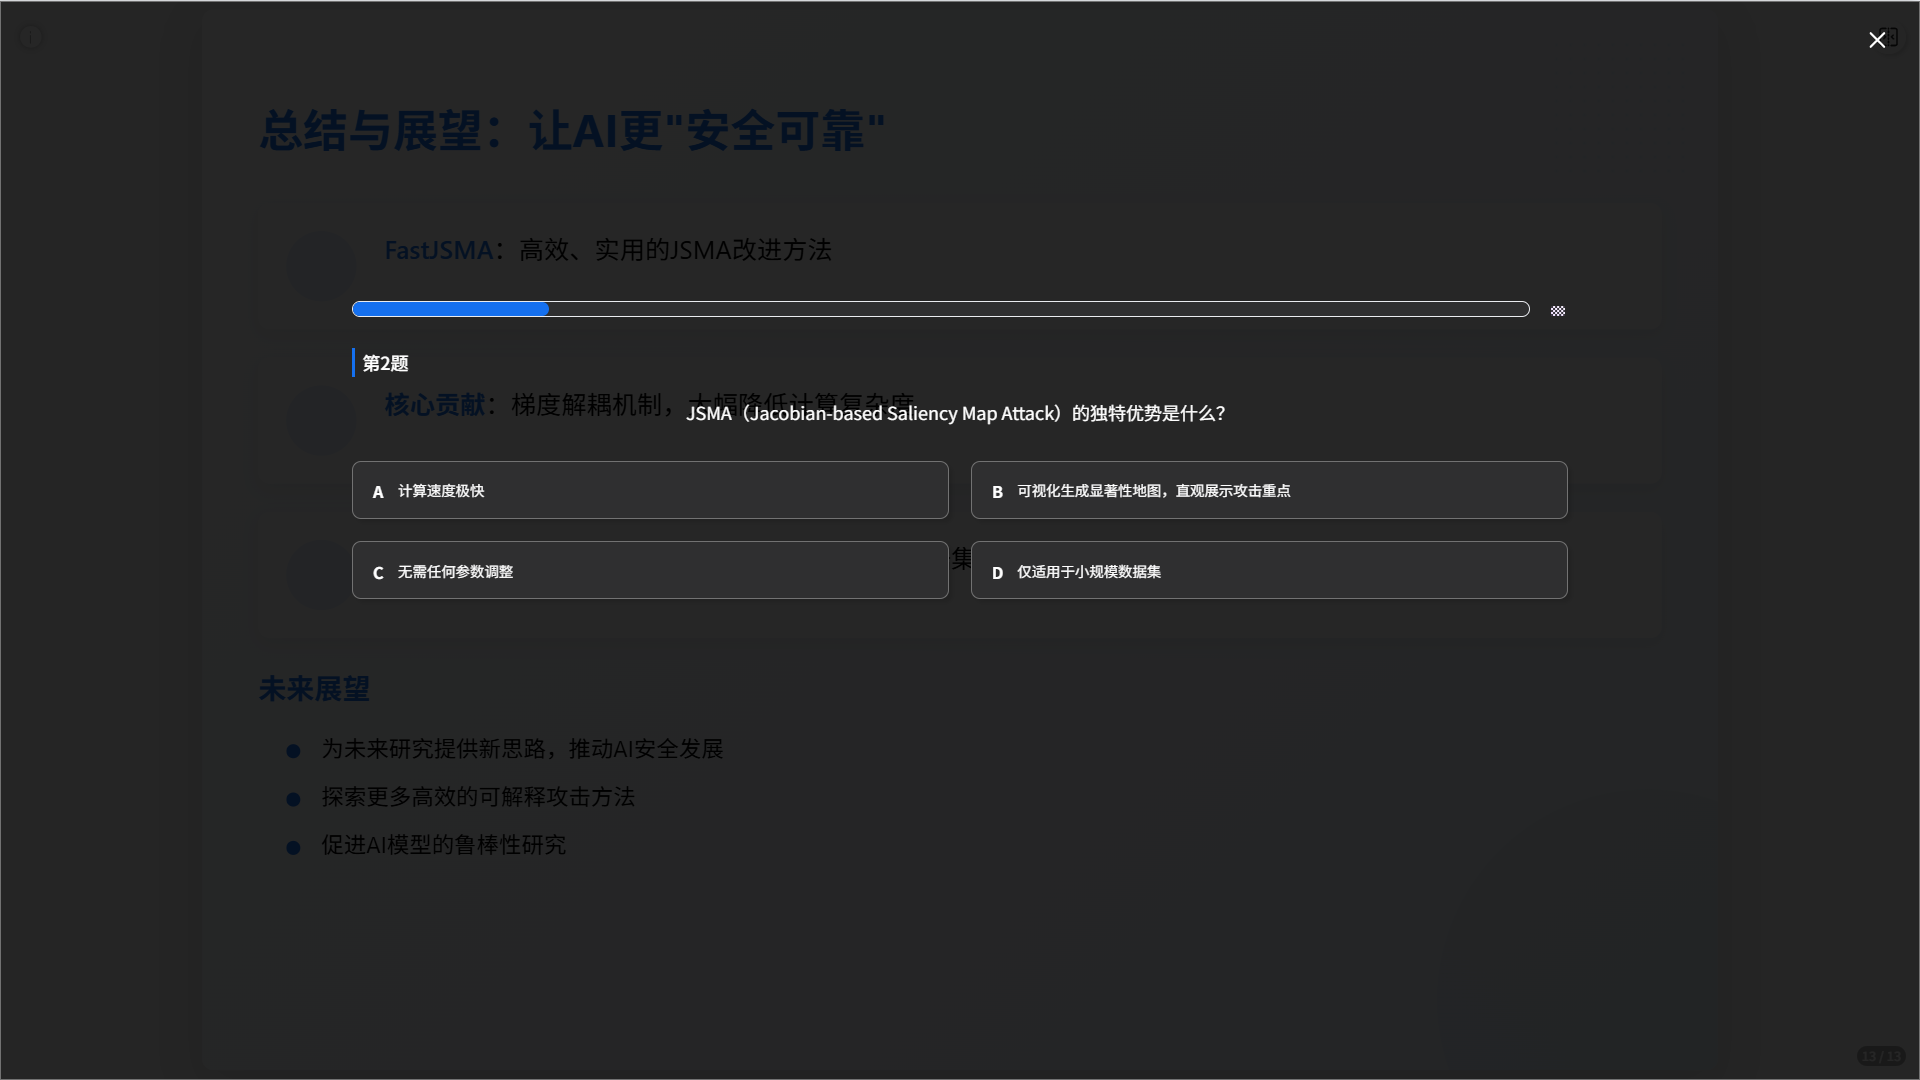 总结与展望：让AI更"安全可靠"
FastJSMA：高效、实用的JSMA改进方法
第2题
核心贡献：梯度解耦机制，大幅降低计算复杂度
JSMA（Jacobian-based Saliency Map Attack）的独特优势是什么？
A 计算速度极快
B 可视化生成显著性地图，直观展示攻击重点
集
C 无需任何参数调整
D 仅适用于小规模数据集
未来展望
为未来研究提供新思路，推动AI安全发展
探索更多高效的可解释攻击方法
促进AI模型的鲁棒性研究
13 / 13